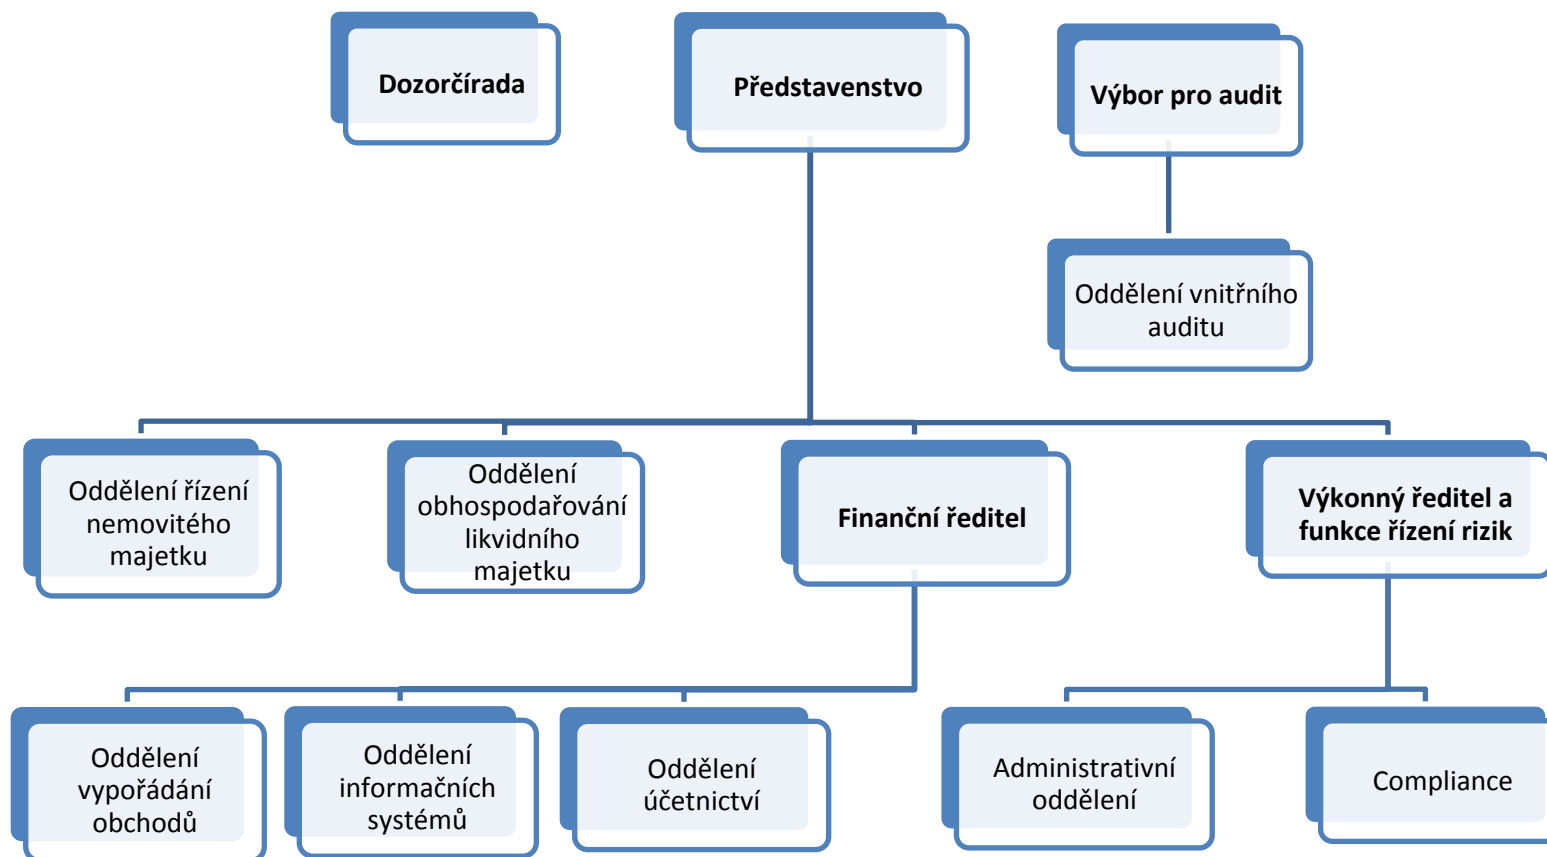 Dozorčírada
Představenstvo
Výbor pro audit
Oddělení vnitřního
auditu
Oddělení řízení
nemovitého
majetku
Oddělení
obhospodařování
likvidního
majetku
Finanční ředitel
Výkonný ředitel a
funkce řízení rizik
Oddělení
vypořádání
obchodů
Oddělení
informačních
systémů
Oddělení
účetnictví
Administrativní
oddělení
Compliance